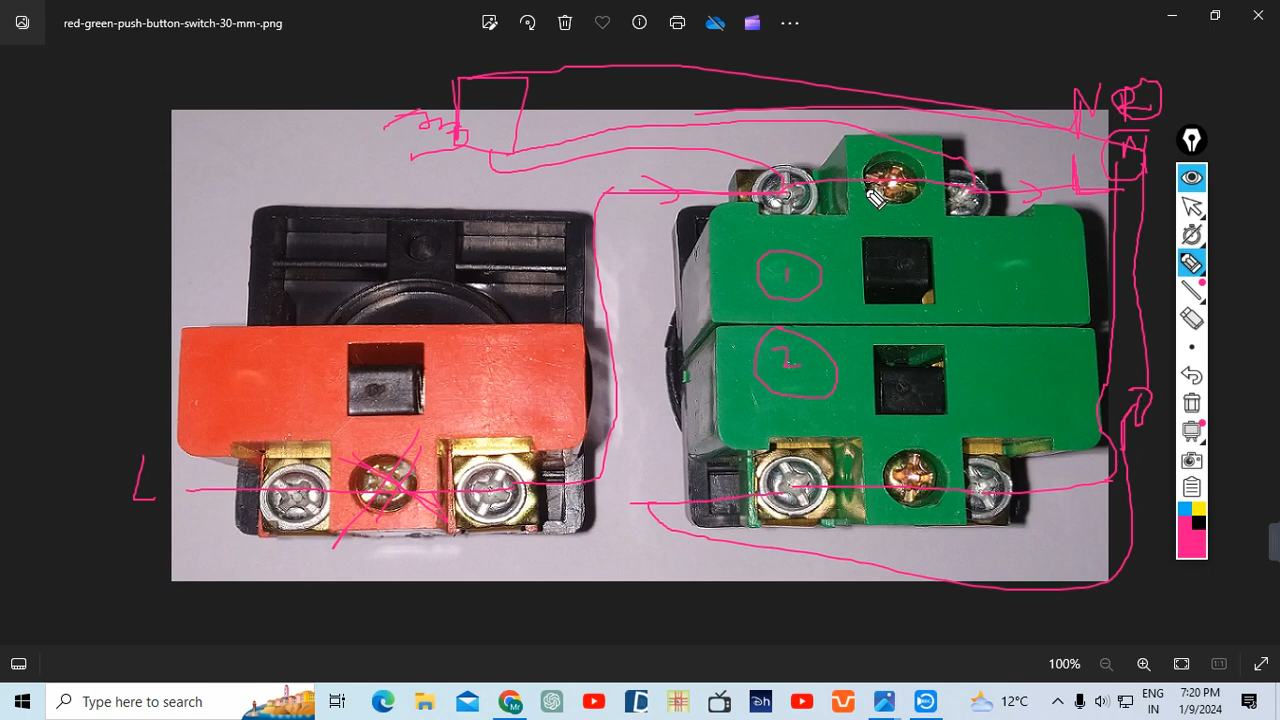 red-green-push-button-switch-30-mm-.png
N
L
1
2
L
100%
Type here to search
12°C
ENG
IN
7:20 PM
1/9/2024